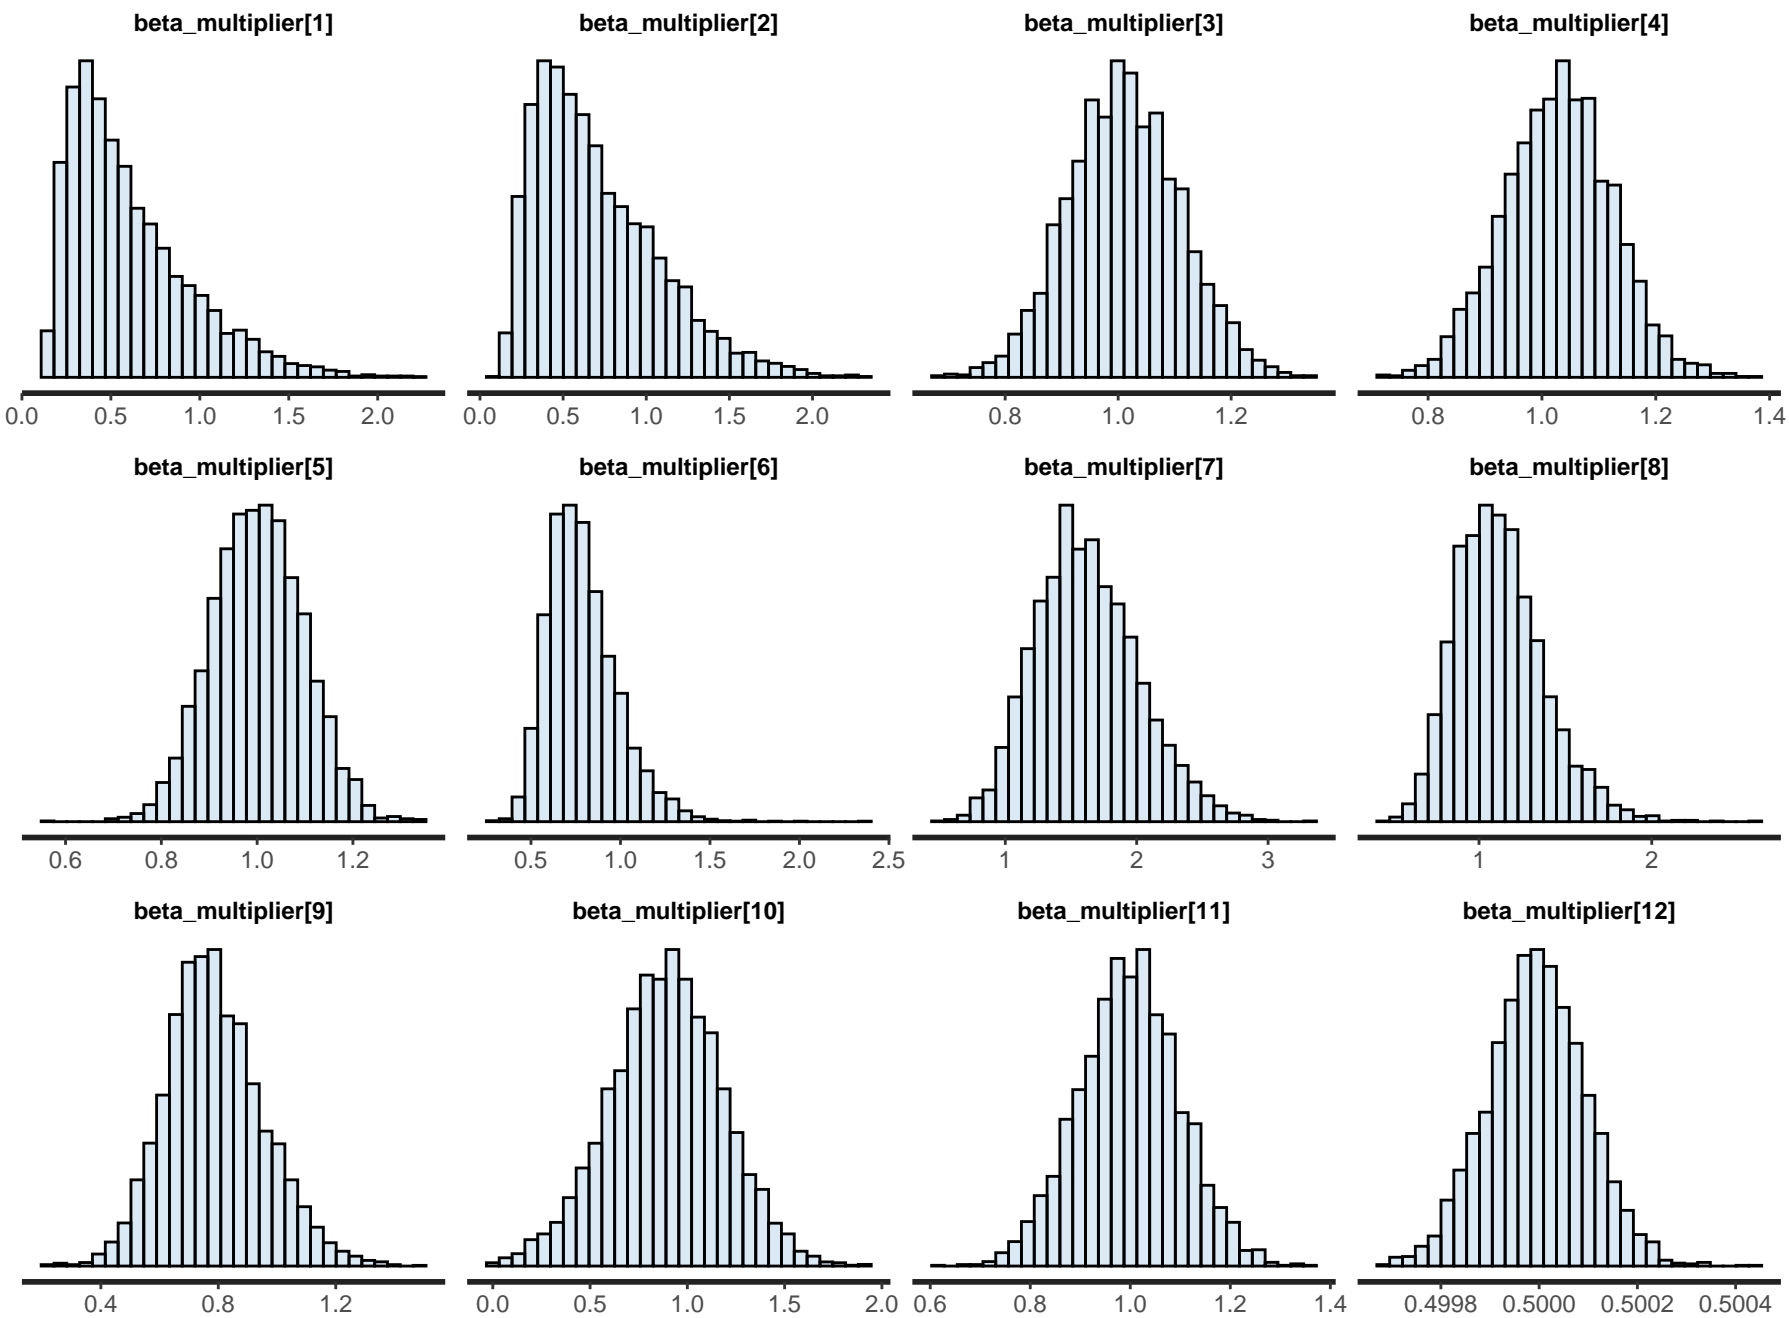 beta_multiplier[1] beta_multiplier[2] beta_multiplier[3] beta_multiplier[4]
0.0 0.5 1.0 1.5 2.0 0.0 0.5 1.0 1.5 2.0 0.8 1.0 1.2 0.8 1.0 1.2 1.4
beta_multiplier[5] beta_multiplier[6] beta_multiplier[7] beta_multiplier[8]
0.6 0.8 1.0 1.2 0.5 1.0 1.5 2.0 2.5 1 2 3 1 2
beta_multiplier[9] beta_multiplier[10] beta_multiplier[11] beta_multiplier[12]
0.4 0.8 1.2 0.0 0.5 1.0 1.5 2.0 0.6 0.8 1.0 1.2 1.4 0.4998 0.5000 0.5002 0.5004